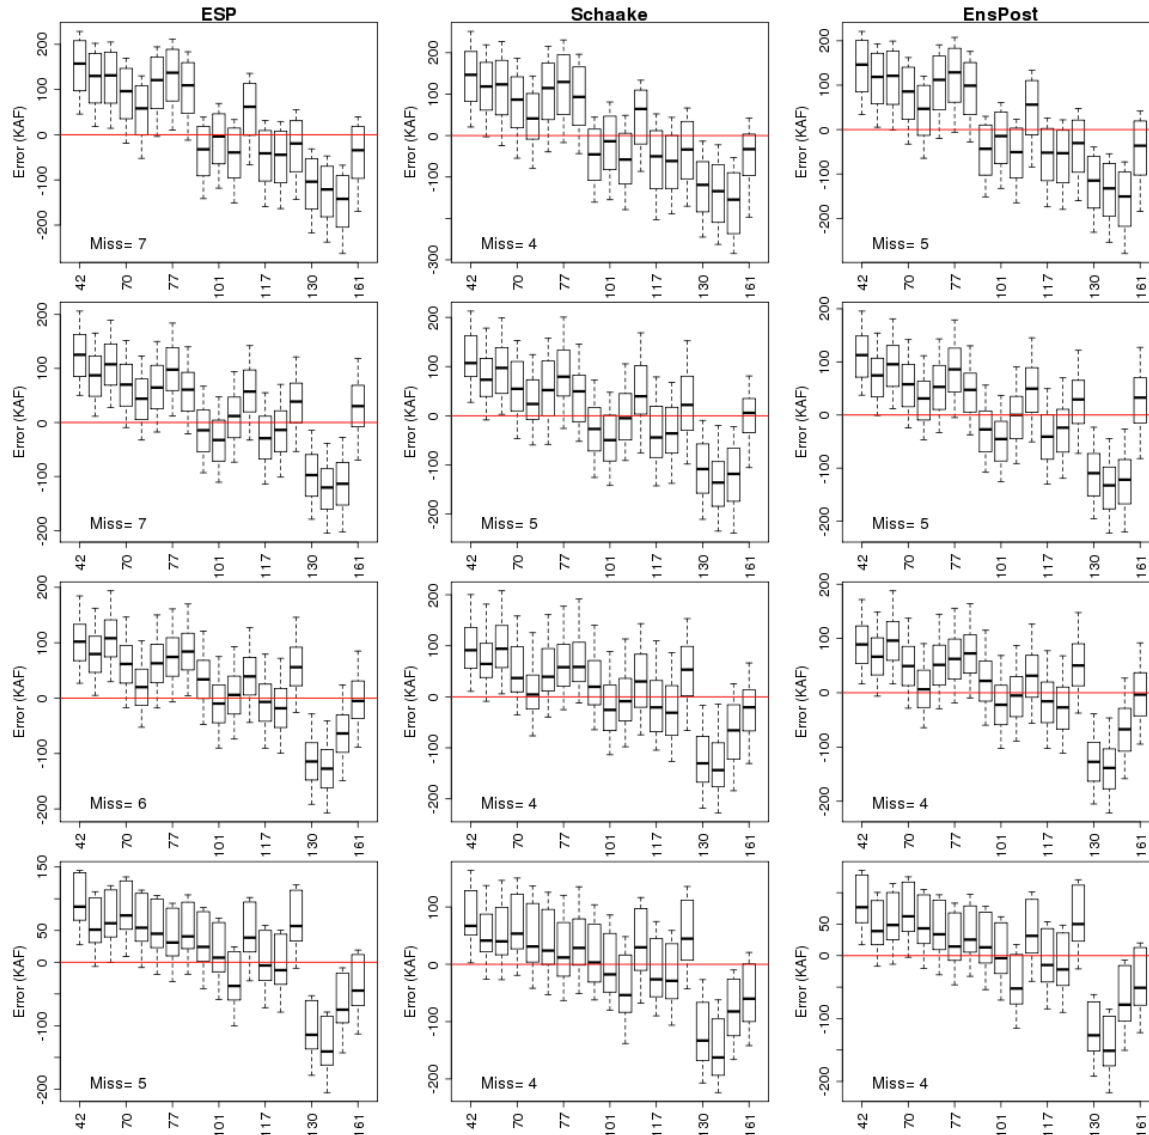 ESP Schaake EnsPost
Error (KAF) 200 100 0 -100 -200 Miss= 7 42 70 77 101 117 130 161
Error (KAF) 200 100 0 -100 -300 Miss= 4 42 70 77 101 117 130 161
Error (KAF) 200 100 0 -100 -200 Miss= 5 42 70 77 101 117 130 161
Error (KAF) 200 100 0 -100 -200 Miss= 7 42 70 77 101 117 130 161
Error (KAF) 200 100 0 -100 -200 Miss= 5 42 70 77 101 117 130 161
Error (KAF) 200 100 0 -100 -200 Miss= 5 42 70 77 101 117 130 161
Error (KAF) 200 100 0 -100 -200 Miss= 6 42 70 77 101 117 130 161
Error (KAF) 200 100 0 -100 -200 Miss= 4 42 70 77 101 117 130 161
Error (KAF) 200 100 0 -100 -200 Miss= 4 42 70 77 101 117 130 161
Error (KAF) 150 50 0 -100 -200 Miss= 5 42 70 77 101 117 130 161
Error (KAF) 100 0 -100 -200 Miss= 4 42 70 77 101 117 130 161
Error (KAF) 50 0 -100 -200 Miss= 4 42 70 77 101 117 130 161